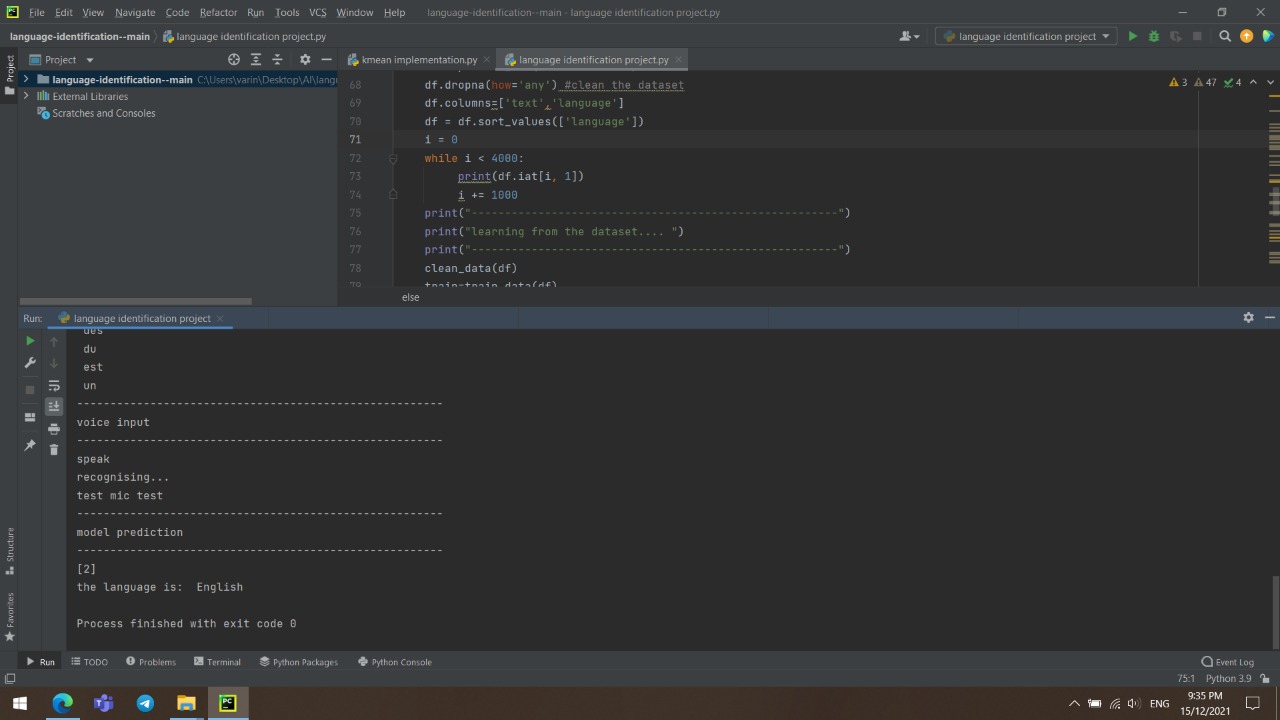 File Edit View Navigate Code Refactor Run Tools VCS Window Help language-identification--main - language identification project.py
language-identification--main language identification project.py language identification project
Project kmean implementation.py language identification project.py
Project
language-identification--main C:\Users\varin\Desktop\AI\lang
External Libraries
Scratches and Consoles
3 47 4
68 df.dropna(how='any') #clean the dataset
69 df.columns=['text','language']
70 df = df.sort_values(['language'])
71 i = 0
72 while i < 4000:
73 print(df.iat[i, 1])
74 i += 1000
75 print("-------------------------------------------------------")
76 print("learning from the dataset.... ")
77 print("-------------------------------------------------------")
78 clean_data(df)
79 train=train_data(df)
else
Run: language identification project
des
du
est
un
-------------------------------------------------------
voice input
-------------------------------------------------------
speak
recognising...
test mic test
-------------------------------------------------------
model prediction
-------------------------------------------------------
[2]
the language is:  English
Process finished with exit code 0
Structure
Favorites
Run TODO Problems Terminal Python Packages Python Console Event Log
75:1 Python 3.9
PC ENG 9:35 PM
15/12/2021